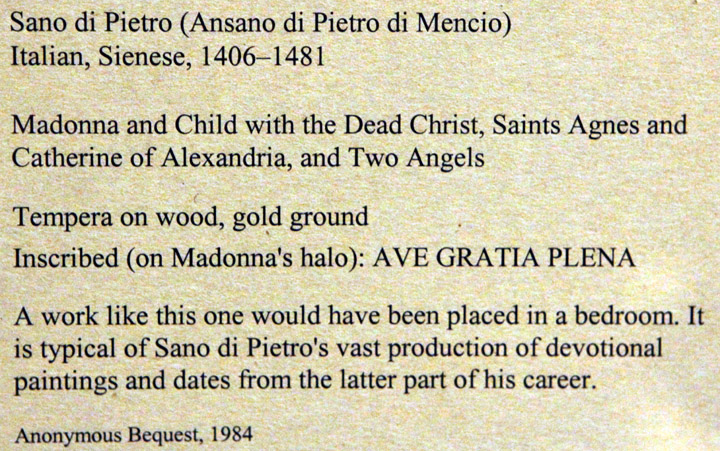 Sano di Pietro (Ansano di Pietro di Mencio)
Italian, Sienese, 1406–1481
Madonna and Child with the Dead Christ, Saints Agnes and
Catherine of Alexandria, and Two Angels
Tempera on wood, gold ground
Inscribed (on Madonna's halo): AVE GRATIA PLENA
A work like this one would have been placed in a bedroom. It
is typical of Sano di Pietro's vast production of devotional
paintings and dates from the latter part of his career.
Anonymous Bequest, 1984